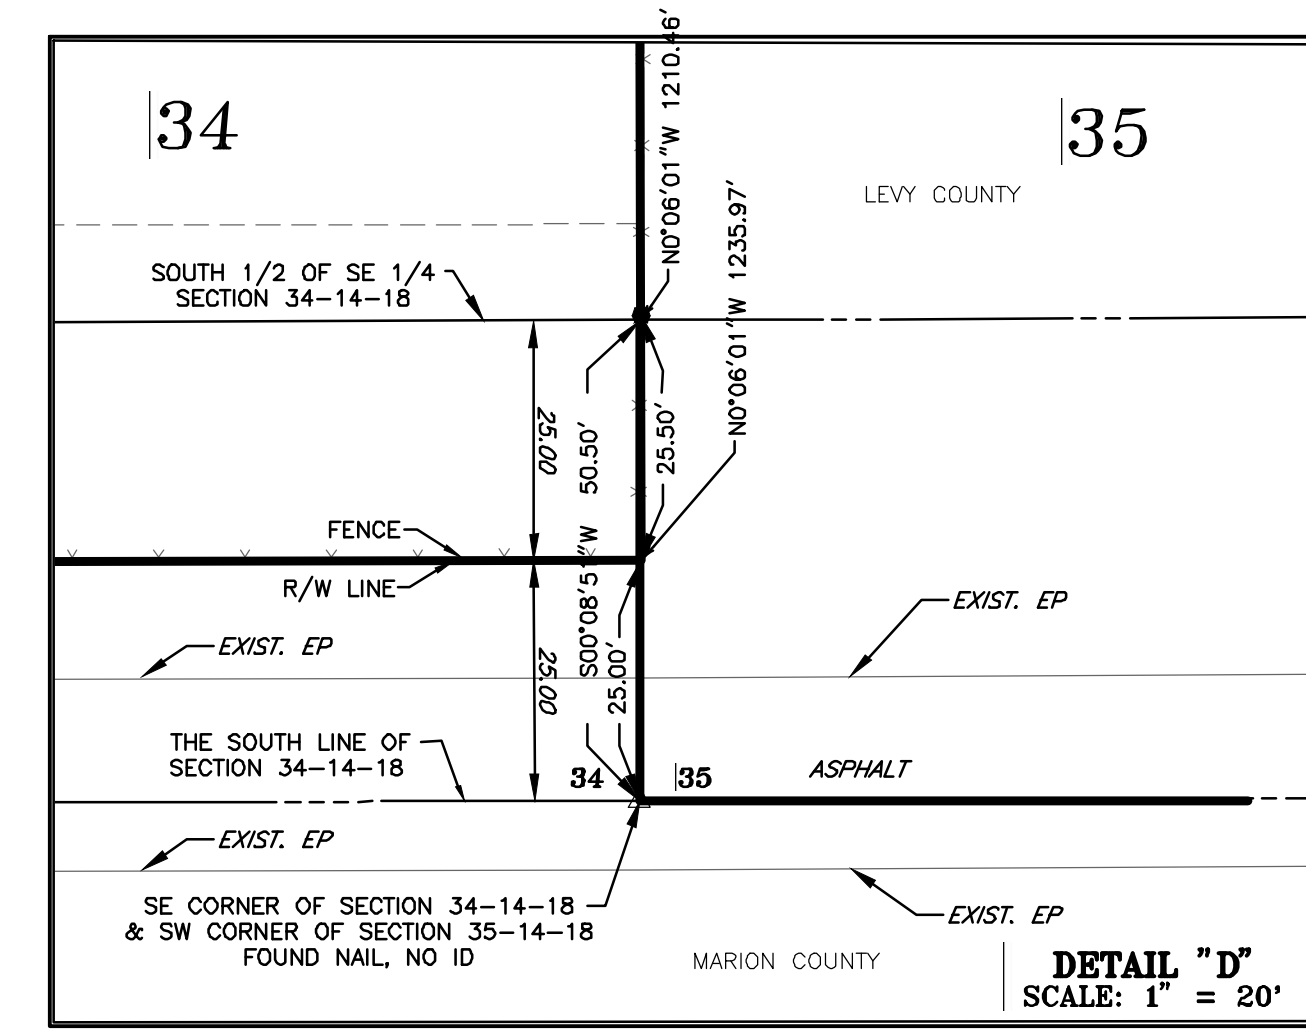 34
35
N0°06'01"W 1210.46'
LEVY COUNTY
N0°06'01"W 1235.97'
SOUTH 1/2 OF SE 1/4
SECTION 34-14-18
25.00
50.50'
25.50'
FENCE
R/W LINE
S00°08'51"W
EXIST. EP
EXIST. EP
25.00
25.00'
THE SOUTH LINE OF
SECTION 34-14-18
34
35
ASPHALT
EXIST. EP
SE CORNER OF SECTION 34-14-18
& SW CORNER OF SECTION 35-14-18
FOUND NAIL, NO ID
EXIST. EP
MARION COUNTY
DETAIL "D"
SCALE: 1" = 20'